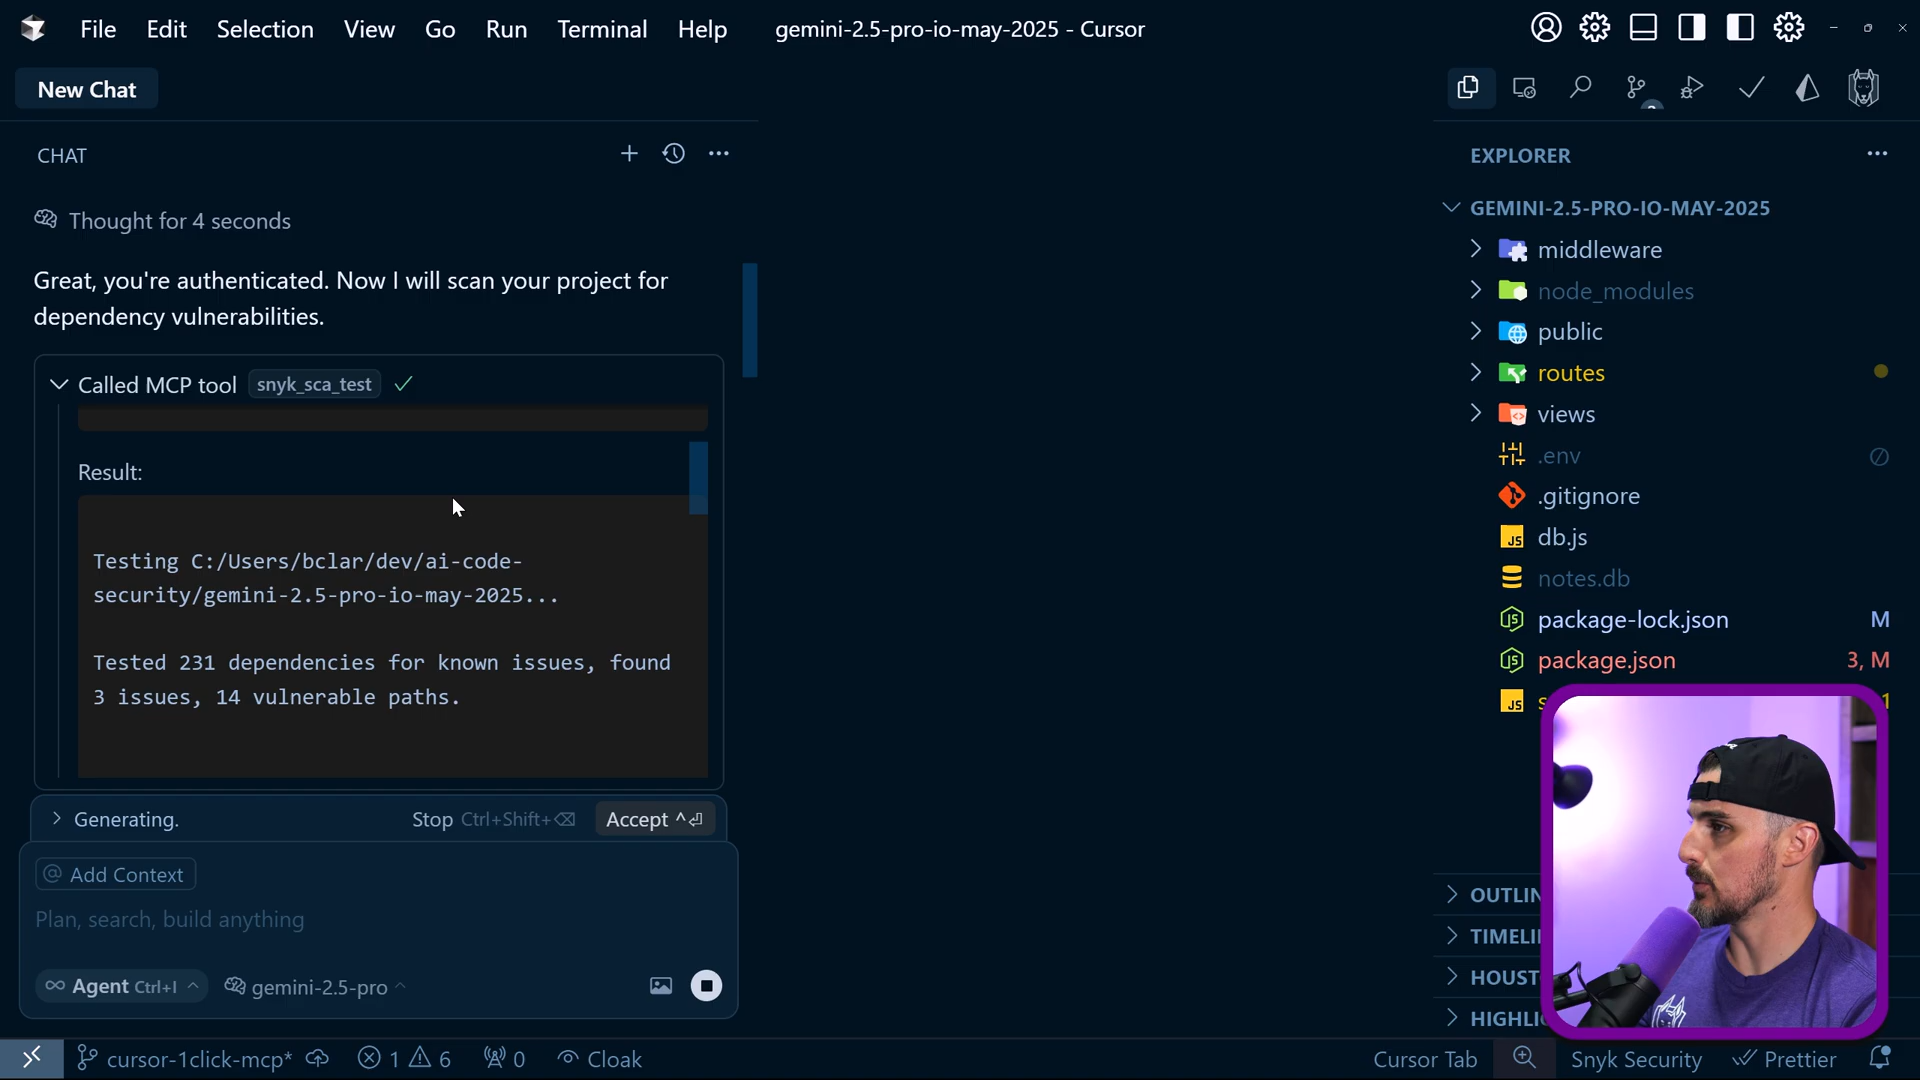 File Edit Selection View Go Run Terminal Help gemini-2.5-pro-io-may-2025 - Cursor
New Chat
CHAT
Thought for 4 seconds
Great, you're authenticated. Now I will scan your project for
dependency vulnerabilities.
Called MCP tool snyk_sca_test
Result:
Testing C:/Users/bclar/dev/ai-code-
security/gemini-2.5-pro-io-may-2025...
Tested 231 dependencies for known issues, found
3 issues, 14 vulnerable paths.
Generating. Stop Ctrl+Shift+⌫ Accept ^⏎
@ Add Context
Plan, search, build anything
∞ Agent Ctrl+I gemini-2.5-pro
EXPLORER
GEMINI-2.5-PRO-IO-MAY-2025
middleware
node_modules
public
routes
views
.env
.gitignore
JS db.js
notes.db
package-lock.json M
package.json 3, M
JS
OUTLIN
TIMELI
HOUST
HIGHLI
cursor-1click-mcp* 1 6 0 Cloak Cursor Tab Snyk Security Prettier